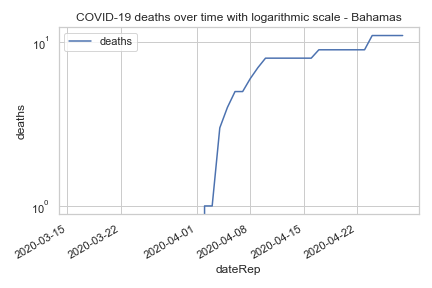 COVID-19 deaths over time with logarithmic scale - Bahamas
deaths
10¹
10⁰
deaths
2020-03-15
2020-03-22
2020-04-01
2020-04-08
2020-04-15
2020-04-22
dateRep